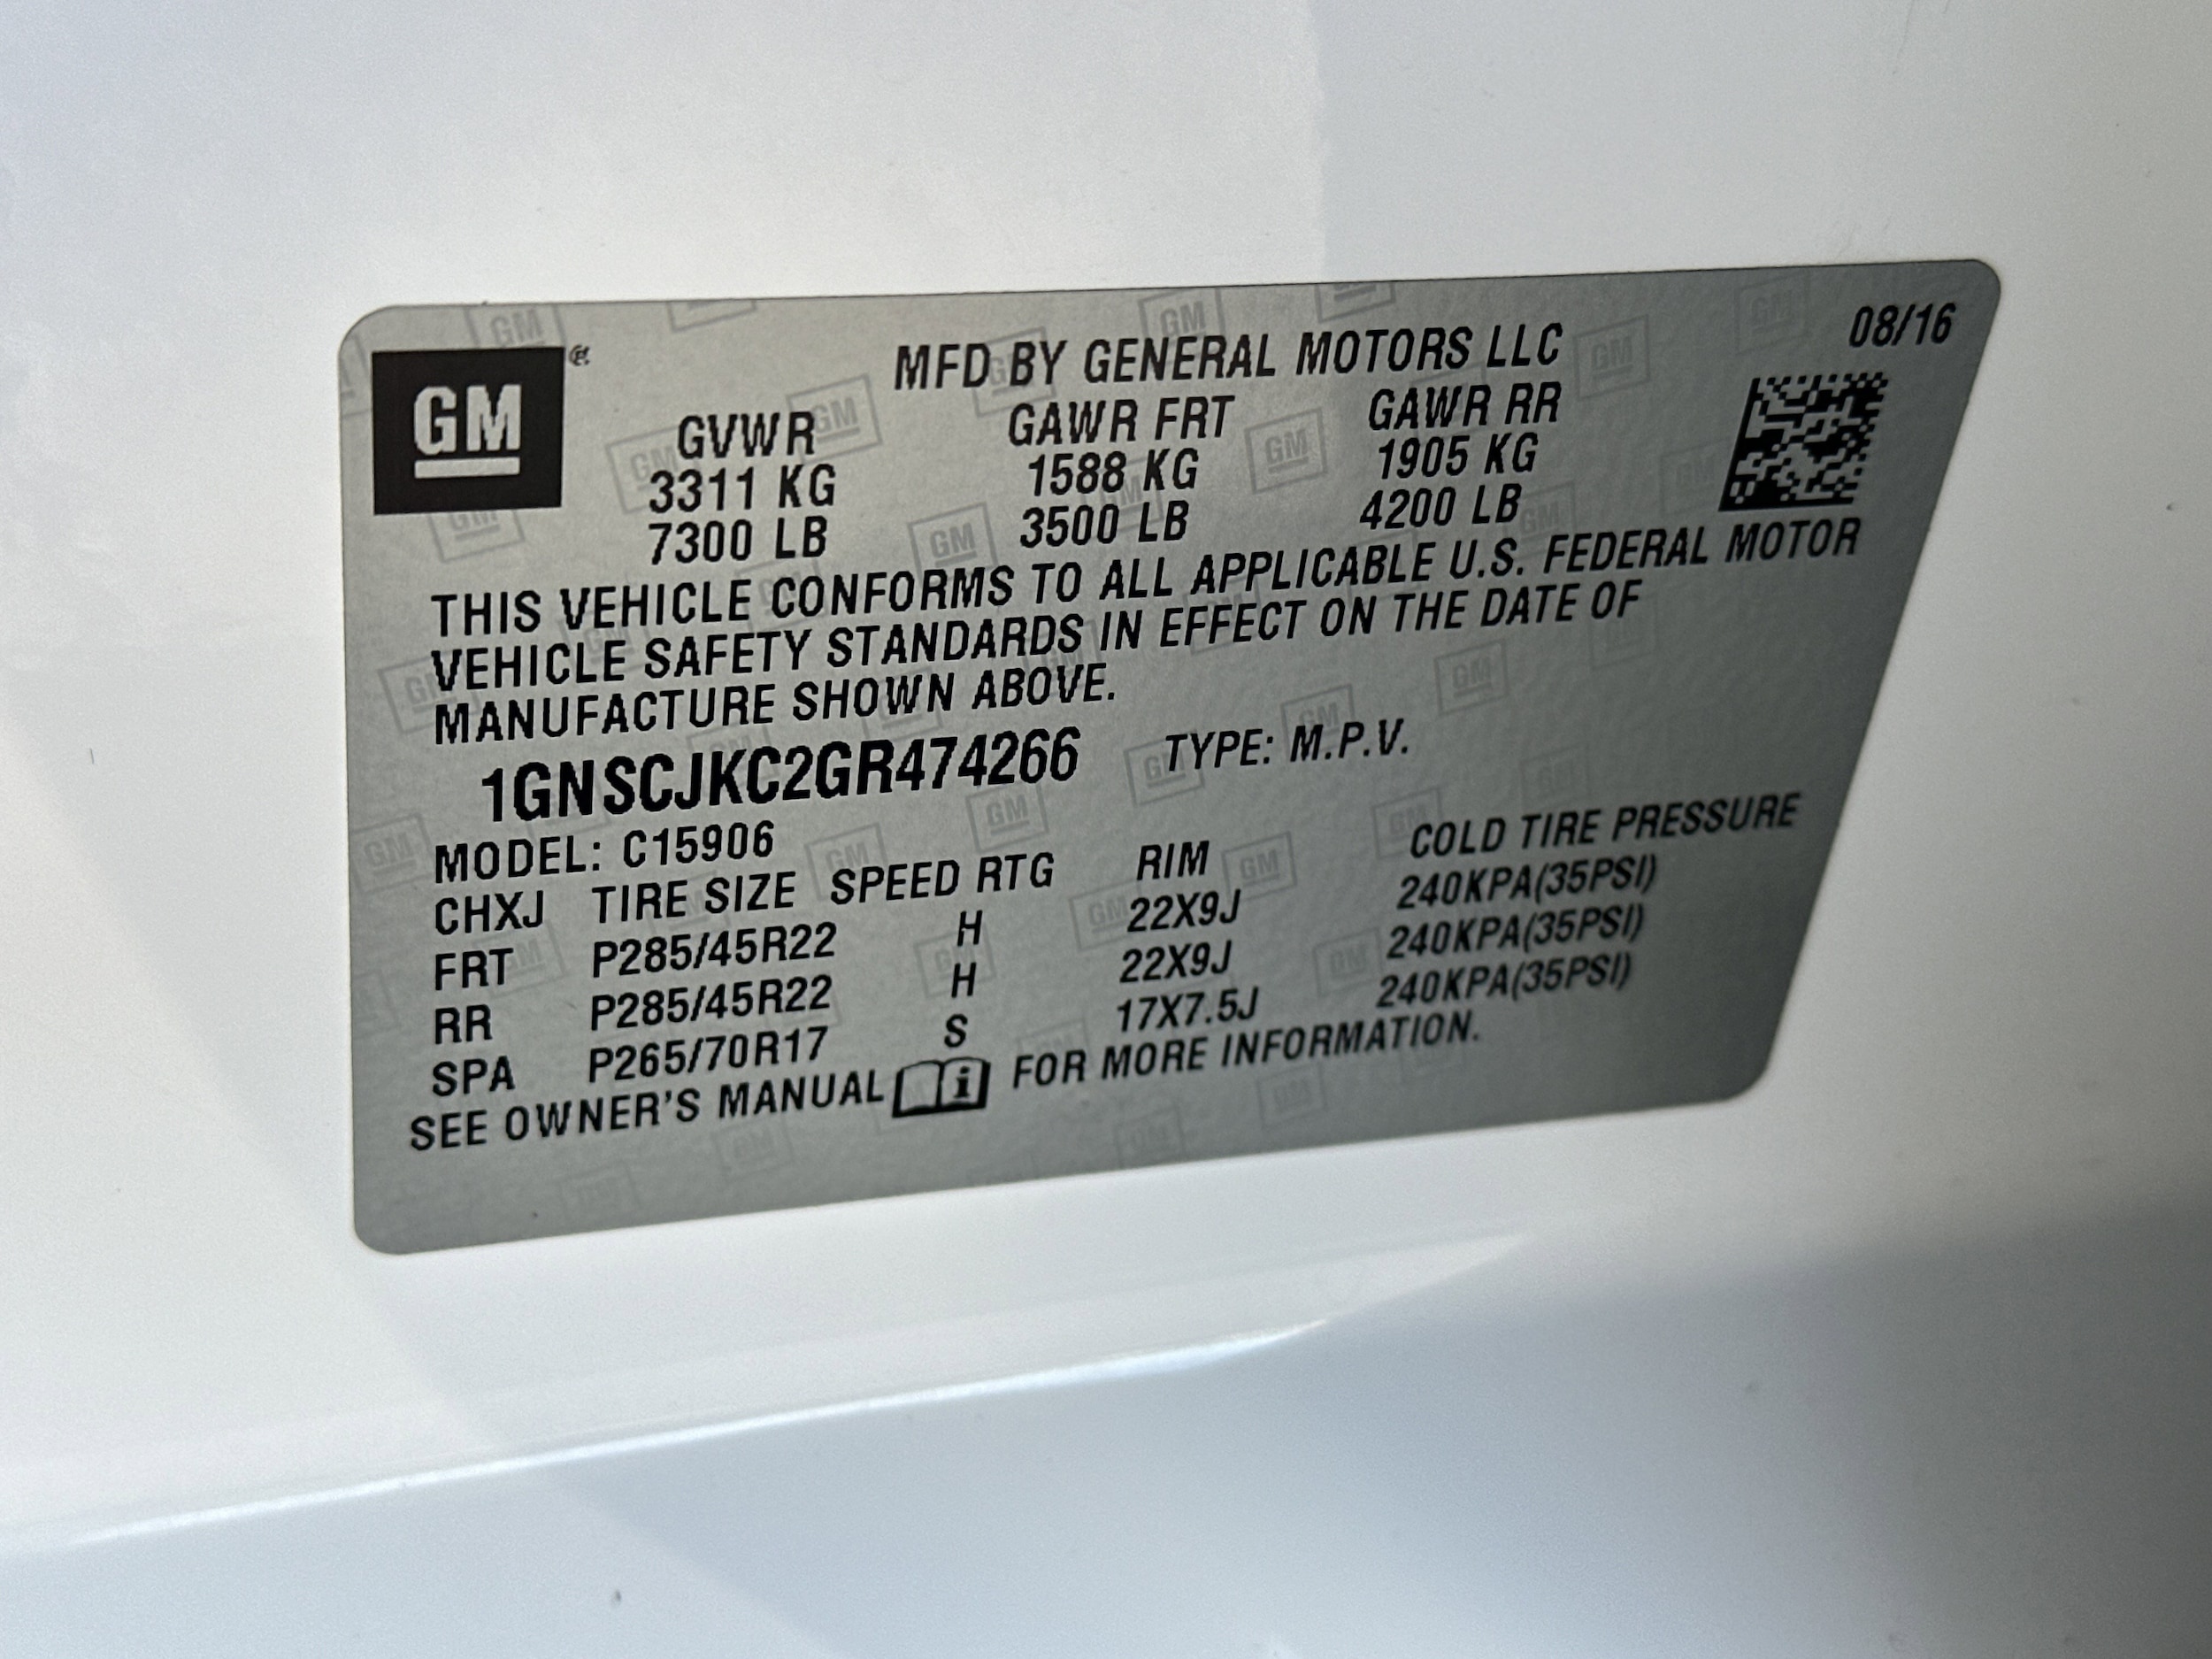 08/16
GM
MFD BY GENERAL MOTORS LLC
GVWR GAWR FRT GAWR RR
3311 KG 1588 KG 1905 KG
7300 LB 3500 LB 4200 LB
THIS VEHICLE CONFORMS TO ALL APPLICABLE U.S. FEDERAL MOTOR
VEHICLE SAFETY STANDARDS IN EFFECT ON THE DATE OF
MANUFACTURE SHOWN ABOVE.
1GNSCJKC2GR474266 TYPE: M.P.V.
MODEL: C15906
CHXJ TIRE SIZE SPEED RTG RIM COLD TIRE PRESSURE
FRT P285/45R22 H 22X9J 240KPA(35PSI)
RR P285/45R22 H 22X9J 240KPA(35PSI)
SPA P265/70R17 S 17X7.5J 240KPA(35PSI)
SEE OWNER'S MANUAL i FOR MORE INFORMATION.